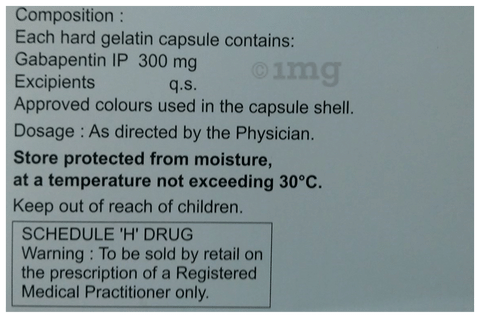 Composition :
Each hard gelatin capsule contains:
Gabapentin IP 300 mg
Excipients q.s.
Approved colours used in the capsule shell.
Dosage : As directed by the Physician.
Store protected from moisture,
at a temperature not exceeding 30°C.
Keep out of reach of children.
SCHEDULE 'H' DRUG
Warning : To be sold by retail on
the prescription of a Registered
Medical Practitioner only.
©1mg